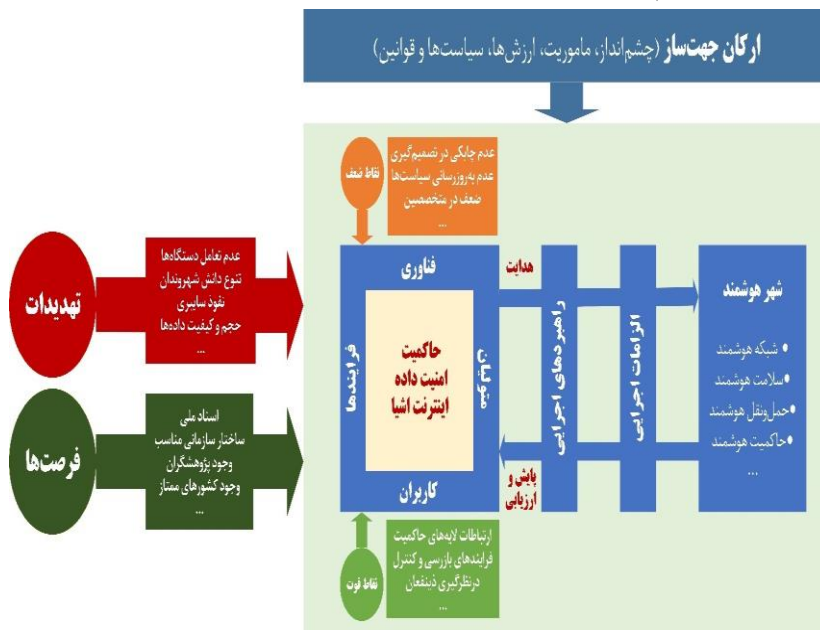 ارکان جهت‌ساز (چشم‌انداز، ماموریت، ارزش‌ها، سیاست‌ها و قوانین)
نقاط ضعف
عدم چابکی در تصمیم‌گیری
عدم به‌روزرسانی سیاست‌ها
ضعف در متخصصین
...
تهدیدات
عدم تعامل دستگاه‌ها
تنوع دانش شهروندان
نفوذ سایبری
حجم و کیفیت داده‌ها
...
فرصت‌ها
اسناد ملی
ساختار سازمانی مناسب
وجود پژوهشگران
وجود کشورهای ممتاز
...
فناوری
متولیان
فرایندها
کاربران
حاکمیت
امنیت داده
اینترنت اشیا
هدایت
پایش و
ارزیابی
راهبردهای اجرایی
الزامات اجرایی
شهر هوشمند
• شبکه هوشمند
• سلامت هوشمند
• حمل‌ونقل هوشمند
• حاکمیت هوشمند
...
نقاط قوت
ارتباطات لایه‌های حاکمیت
فرایندهای بازرسی و کنترل
درنظرگیری ذینفعان
...